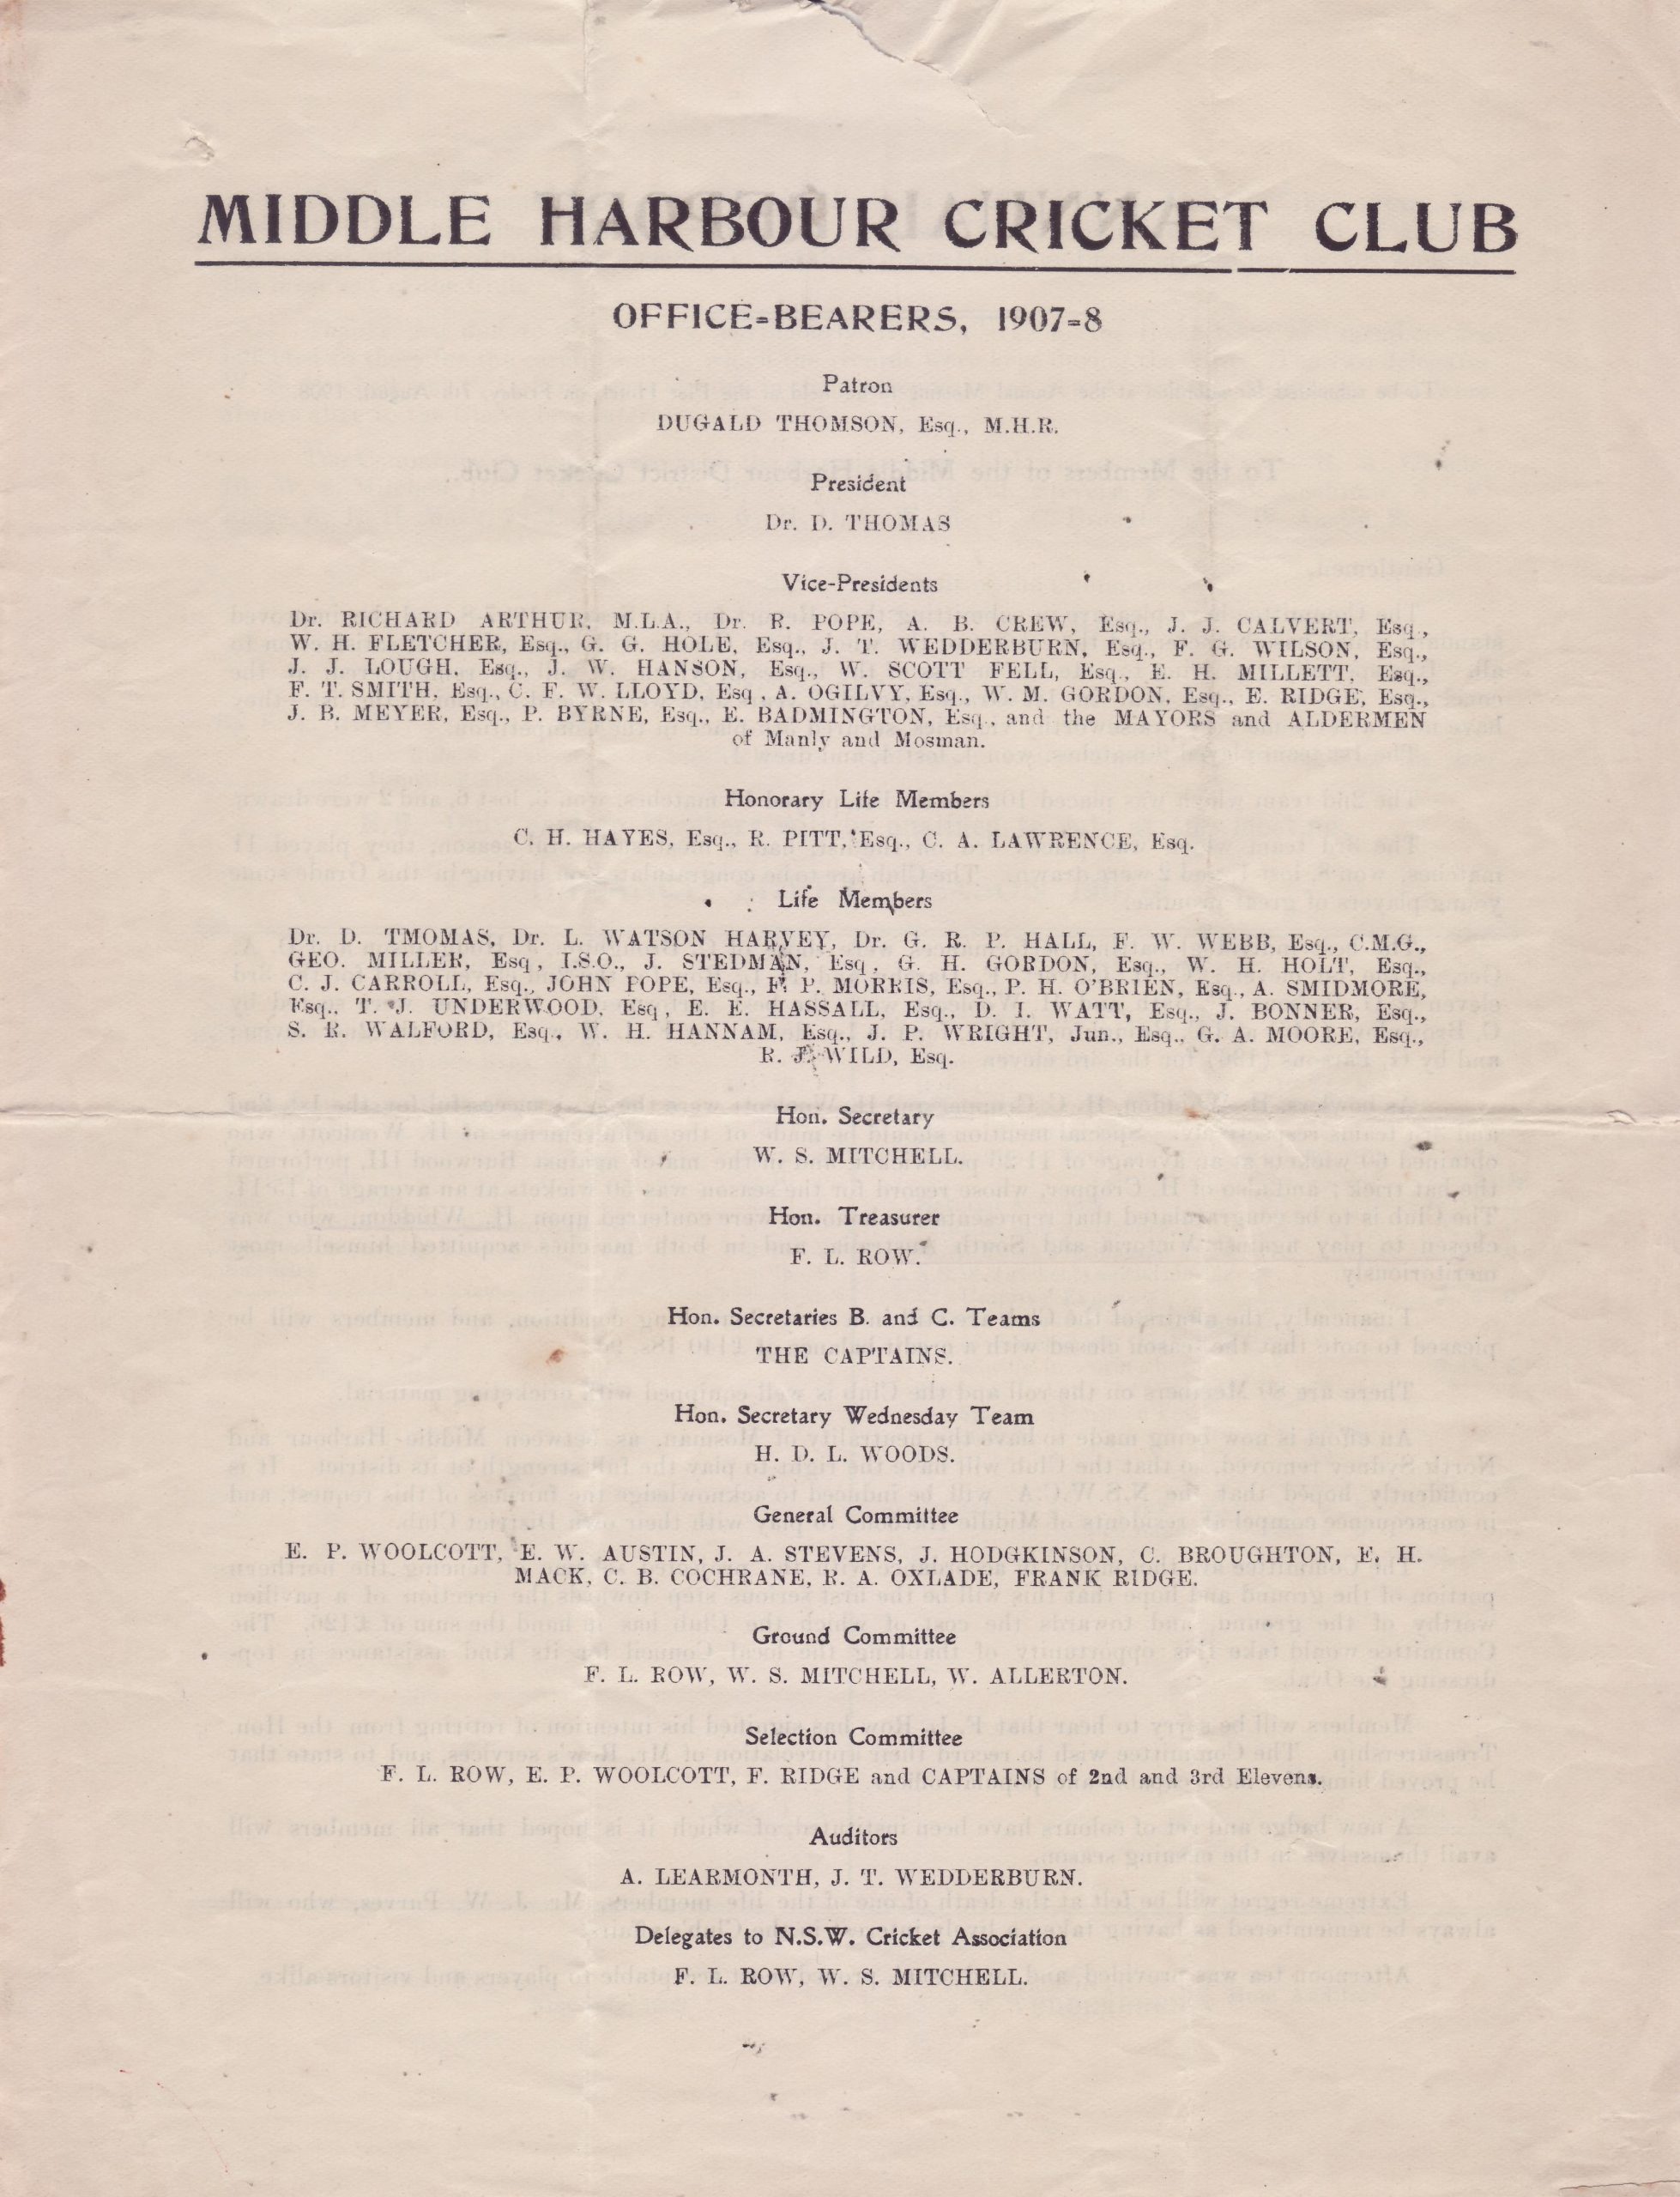 MIDDLE HARBOUR CRICKET CLUB
OFFICE-BEARERS, 1907-8
Patron
DUGALD THOMSON, Esq., M.H.R.
President
Dr. D. THOMAS
Vice-Presidents
Dr. RICHARD ARTHUR, M.L.A., Dr. R. POPE, A. B. CREW, Esq., J. J. CALVERT, Esq.,
W. H. FLETCHER, Esq., G. G. HOLE, Esq., J. T. WEDDERBURN, Esq., F. G. WILSON, Esq.,
J. J. LOUGH, Esq., J. W. HANSON, Esq., W. SCOTT FELL, Esq., E. H. MILLETT, Esq.,
F. T. SMITH, Esq., C. F. W. LLOYD, Esq., A. OGILVY, Esq., W. M. GORDON, Esq., E. RIDGE, Esq.,
J. B. MEYER, Esq., P. BYRNE, Esq., E. BADMINGTON, Esq., and the MAYORS and ALDERMEN
of Manly and Mosman.
Honorary Life Members
C. H. HAYES, Esq., R. PITT, Esq., C. A. LAWRENCE, Esq.
Life Members
Dr. D. TMOMAS, Dr. L. WATSON HARVEY, Dr. G. R. P. HALL, F. W. WEBB, Esq., C.M.G.,
GEO. MILLER, Esq., I.S.O., J. STEDMAN, Esq., G. H. GORDON, Esq., W. H. HOLT, Esq.,
C. J. CARROLL, Esq., JOHN POPE, Esq., F. P. MORRIS, Esq., P. H. O'BRIEN, Esq., A. SMIDMORE,
Esq., T. J. UNDERWOOD, Esq., E. E. HASSALL, Esq., D. I. WATT, Esq., J. BONNER, Esq.,
S. R. WALFORD, Esq., W. H. HANNAM, Esq., J. P. WRIGHT, Jun., Esq., G. A. MOORE, Esq.,
R. J. WILD, Esq.
Hon. Secretary
W. S. MITCHELL.
Hon. Treasurer
F. L. ROW.
Hon. Secretaries B. and C. Teams
THE CAPTAINS.
Hon. Secretary Wednesday Team
H. D. L. WOODS.
General Committee
E. P. WOOLCOTT, E. W. AUSTIN, J. A. STEVENS, J. HODGKINSON, C. BROUGHTON, E. H.
MACK, C. B. COCHRANE, R. A. OXLADE, FRANK RIDGE.
Ground Committee
F. L. ROW, W. S. MITCHELL, W. ALLERTON.
Selection Committee
F. L. ROW, E. P. WOOLCOTT, F. RIDGE and CAPTAINS of 2nd and 3rd Elevens.
Auditors
A. LEARMONTH, J. T. WEDDERBURN.
Delegates to N.S.W. Cricket Association
F. L. ROW, W. S. MITCHELL.